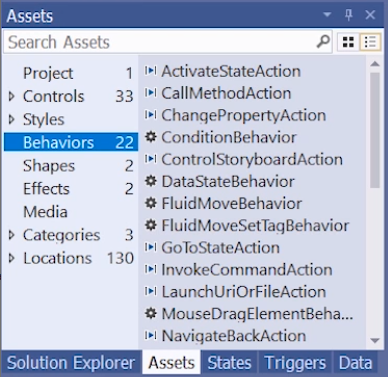 Assets
Search Assets
Project 1
Controls 33
Styles
Behaviors 22
Shapes 2
Effects 2
Media
Categories 3
Locations 130
ActivateStateAction
CallMethodAction
ChangePropertyAction
ConditionBehavior
ControlStoryboardAction
DataStateBehavior
FluidMoveBehavior
FluidMoveSetTagBehavior
GoToStateAction
InvokeCommandAction
LaunchUriOrFileAction
MouseDragElementBeha...
NavigateBackAction
Solution Explorer Assets States Triggers Data